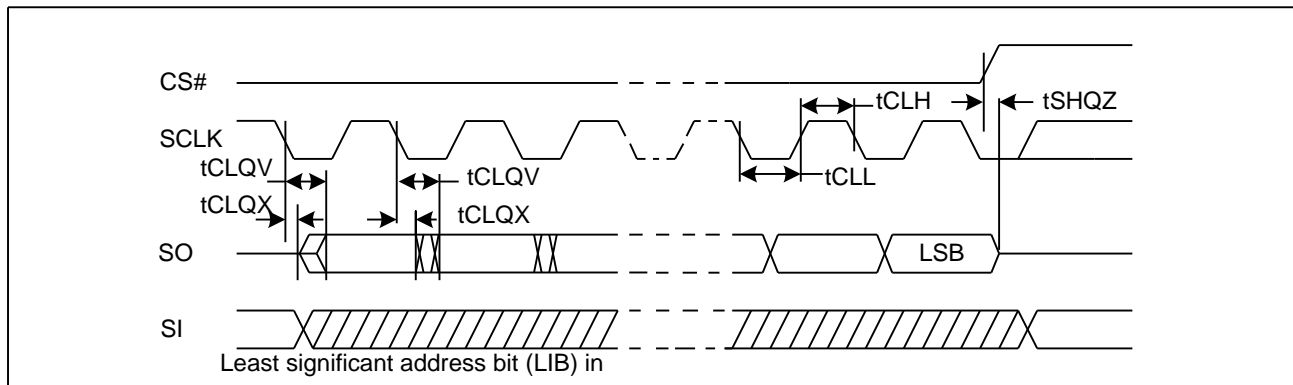 CS#
tCLH
tSHQZ
SCLK
tCLQV
tCLQV
tCLL
tCLQX
tCLQX
SO
LSB
SI
Least significant address bit (LIB) in